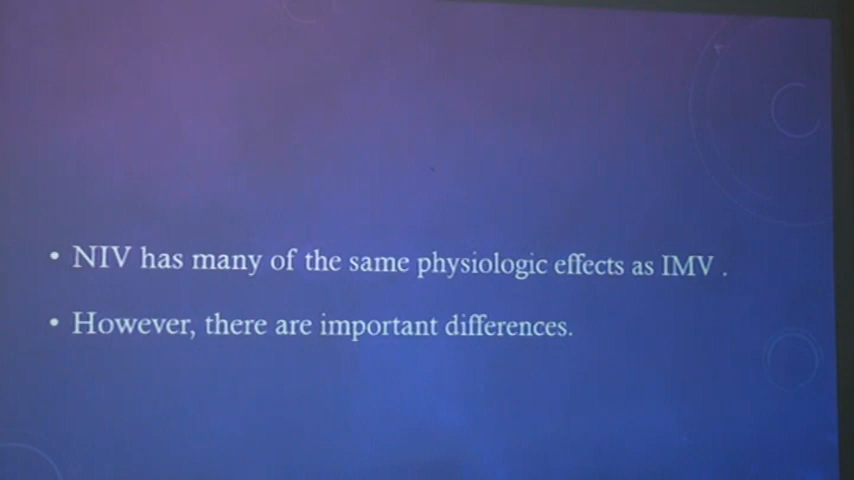 • NIV has many of the same physiologic effects as IMV .
• However, there are important differences.